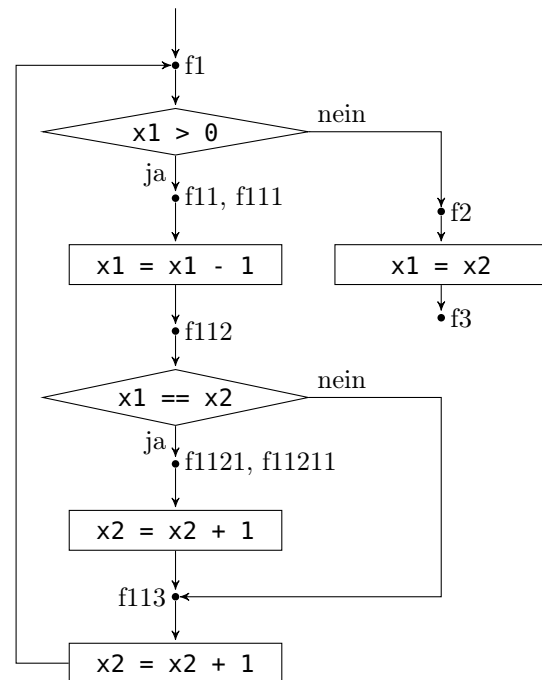 f1
nein
x1 > 0
ja
f11, f111
f2
x1 = x1 - 1
x1 = x2
f3
f112
nein
x1 == x2
ja
f1121, f11211
x2 = x2 + 1
f113
x2 = x2 + 1